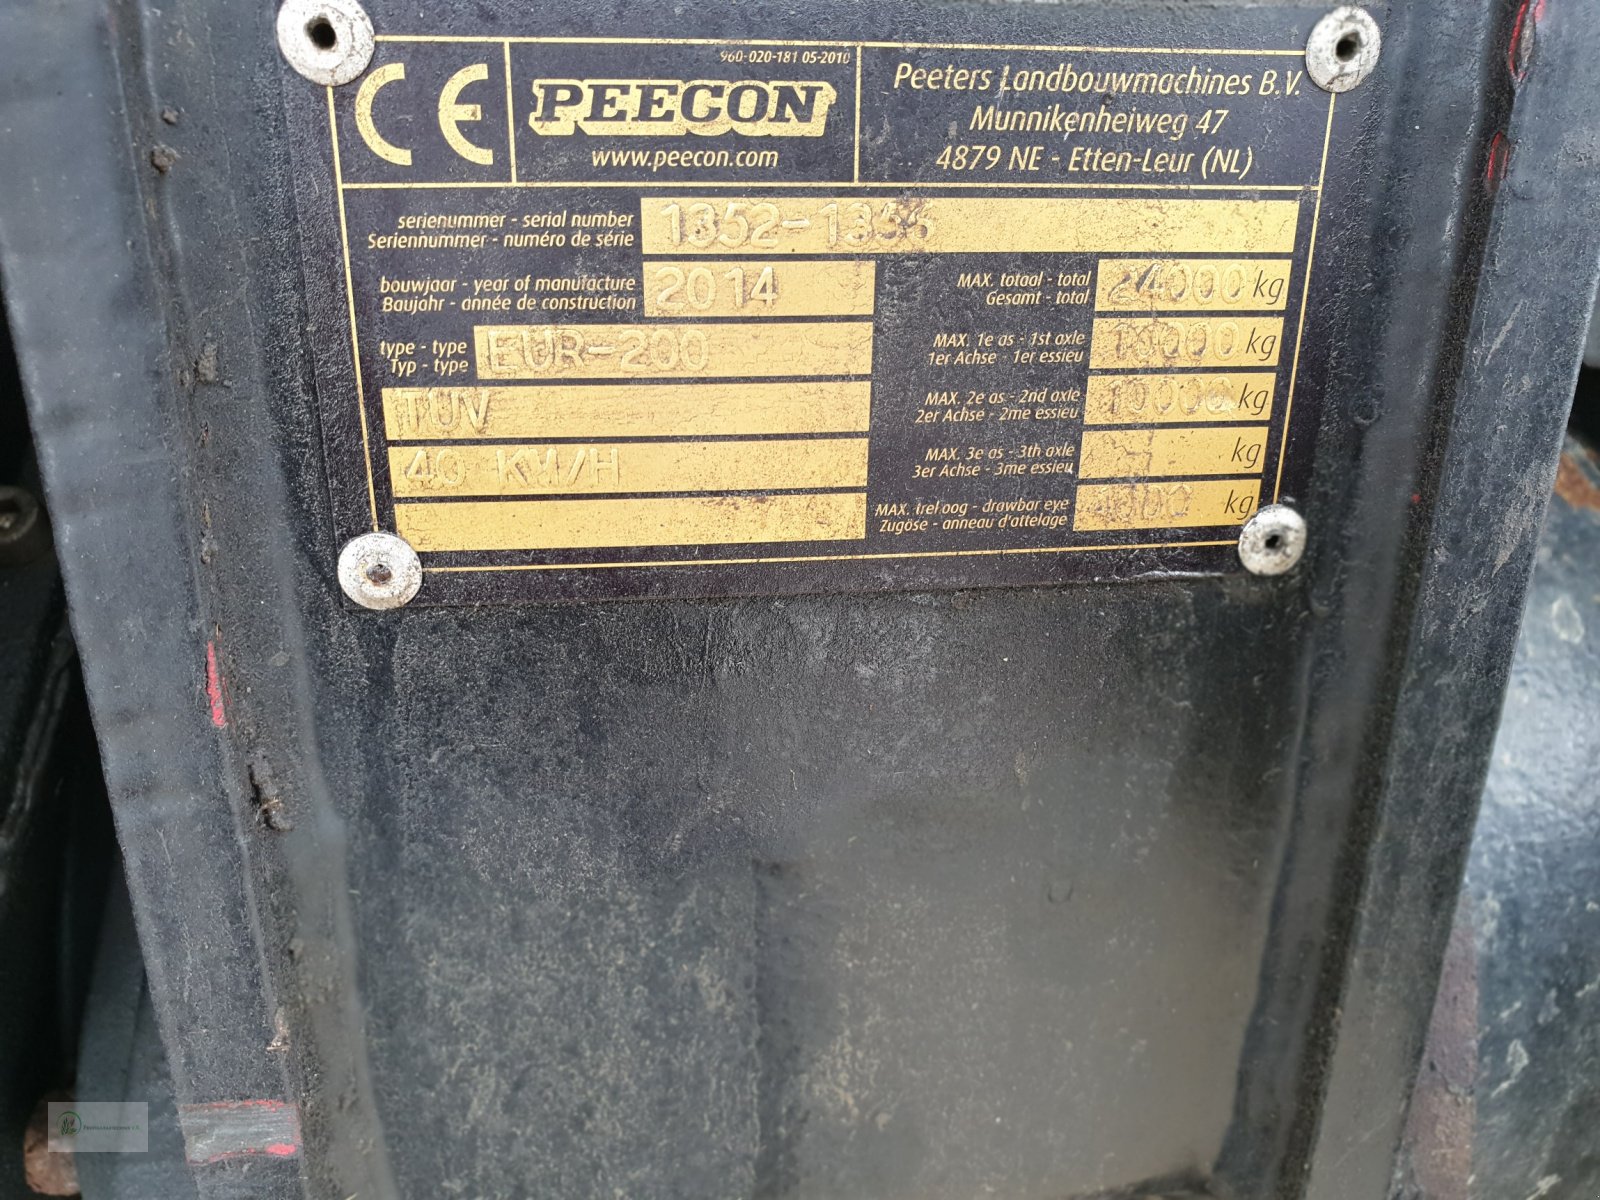 CE
960-020-181 05-2010
PEECON
www.peecon.com
Peeters Landbouwmachines B.V.
Munnikenheiweg 47
4879 NE - Etten-Leur (NL)
serienummer - serial number
Seriennummer - numéro de série
bouwjaar - year of manufacture
Baujahr - année de construction
2014
type - type
Typ - type
EUR-200
TUV
40 KM/H
MAX. totaal - total
Gesamt - total
24000 kg
MAX. 1e as - 1st axle
1er Achse - 1er essieu
10000 kg
MAX. 2e as - 2nd axle
2er Achse - 2me essieu
10000 kg
MAX. 3e as - 3th axle
3er Achse - 3me essieu
kg
MAX. trel oog - drawbar eye
Zugöse - anneau d'attelage
kg